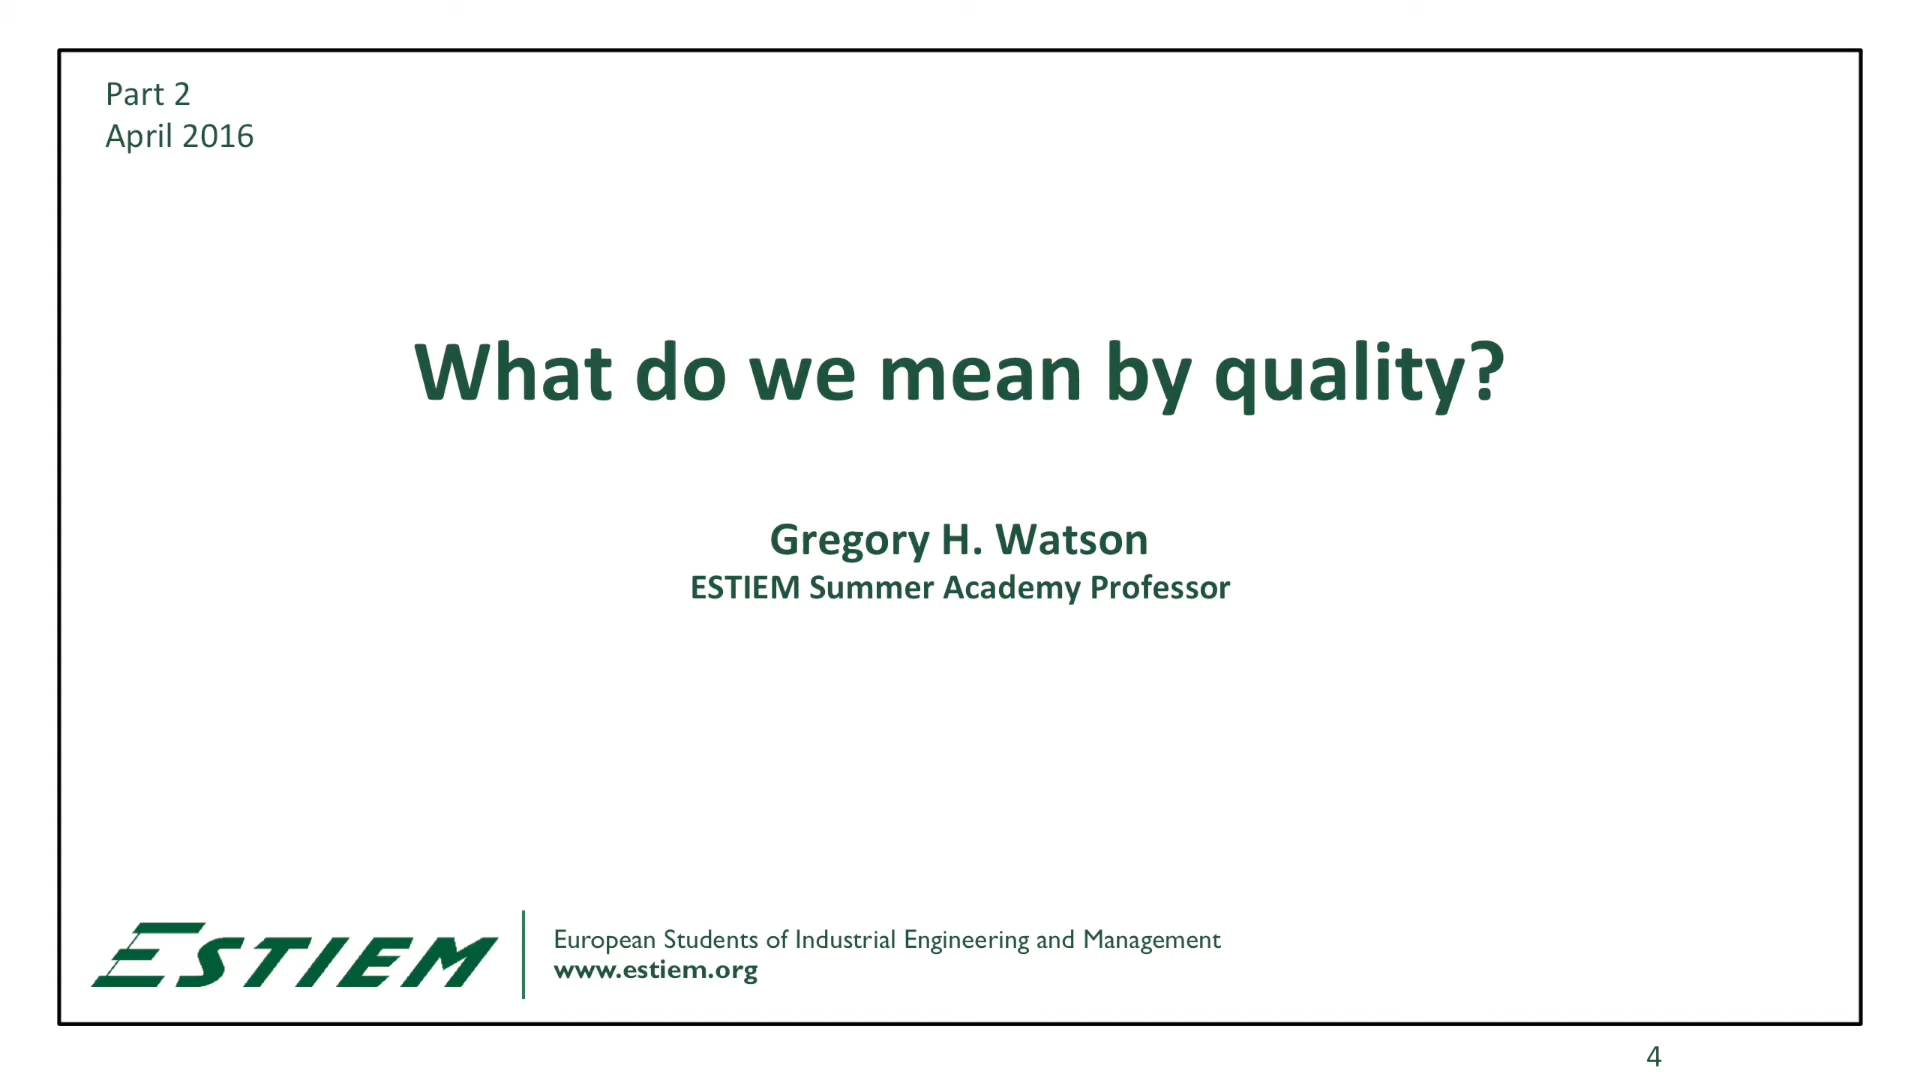 Part 2
April 2016
What do we mean by quality?
Gregory H. Watson
ESTIEM Summer Academy Professor
ESTIEM
European Students of Industrial Engineering and Management
www.estiem.org
4